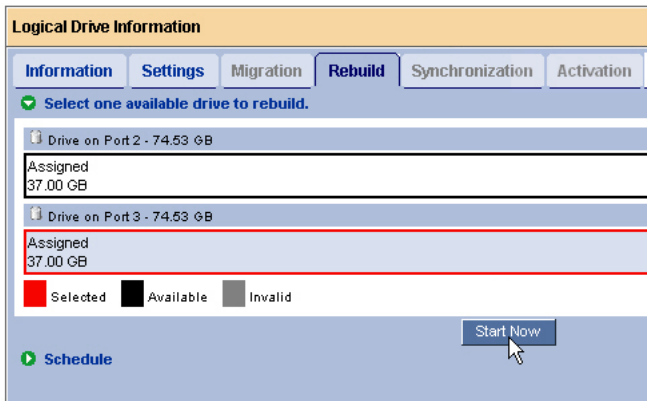 Logical Drive Information
Information Settings Migration Rebuild Synchronization Activation
Select one available drive to rebuild.
Drive on Port 2 - 74.53 GB
Assigned
37.00 GB
Drive on Port 3 - 74.53 GB
Assigned
37.00 GB
Selected Available Invalid
Start Now
Schedule